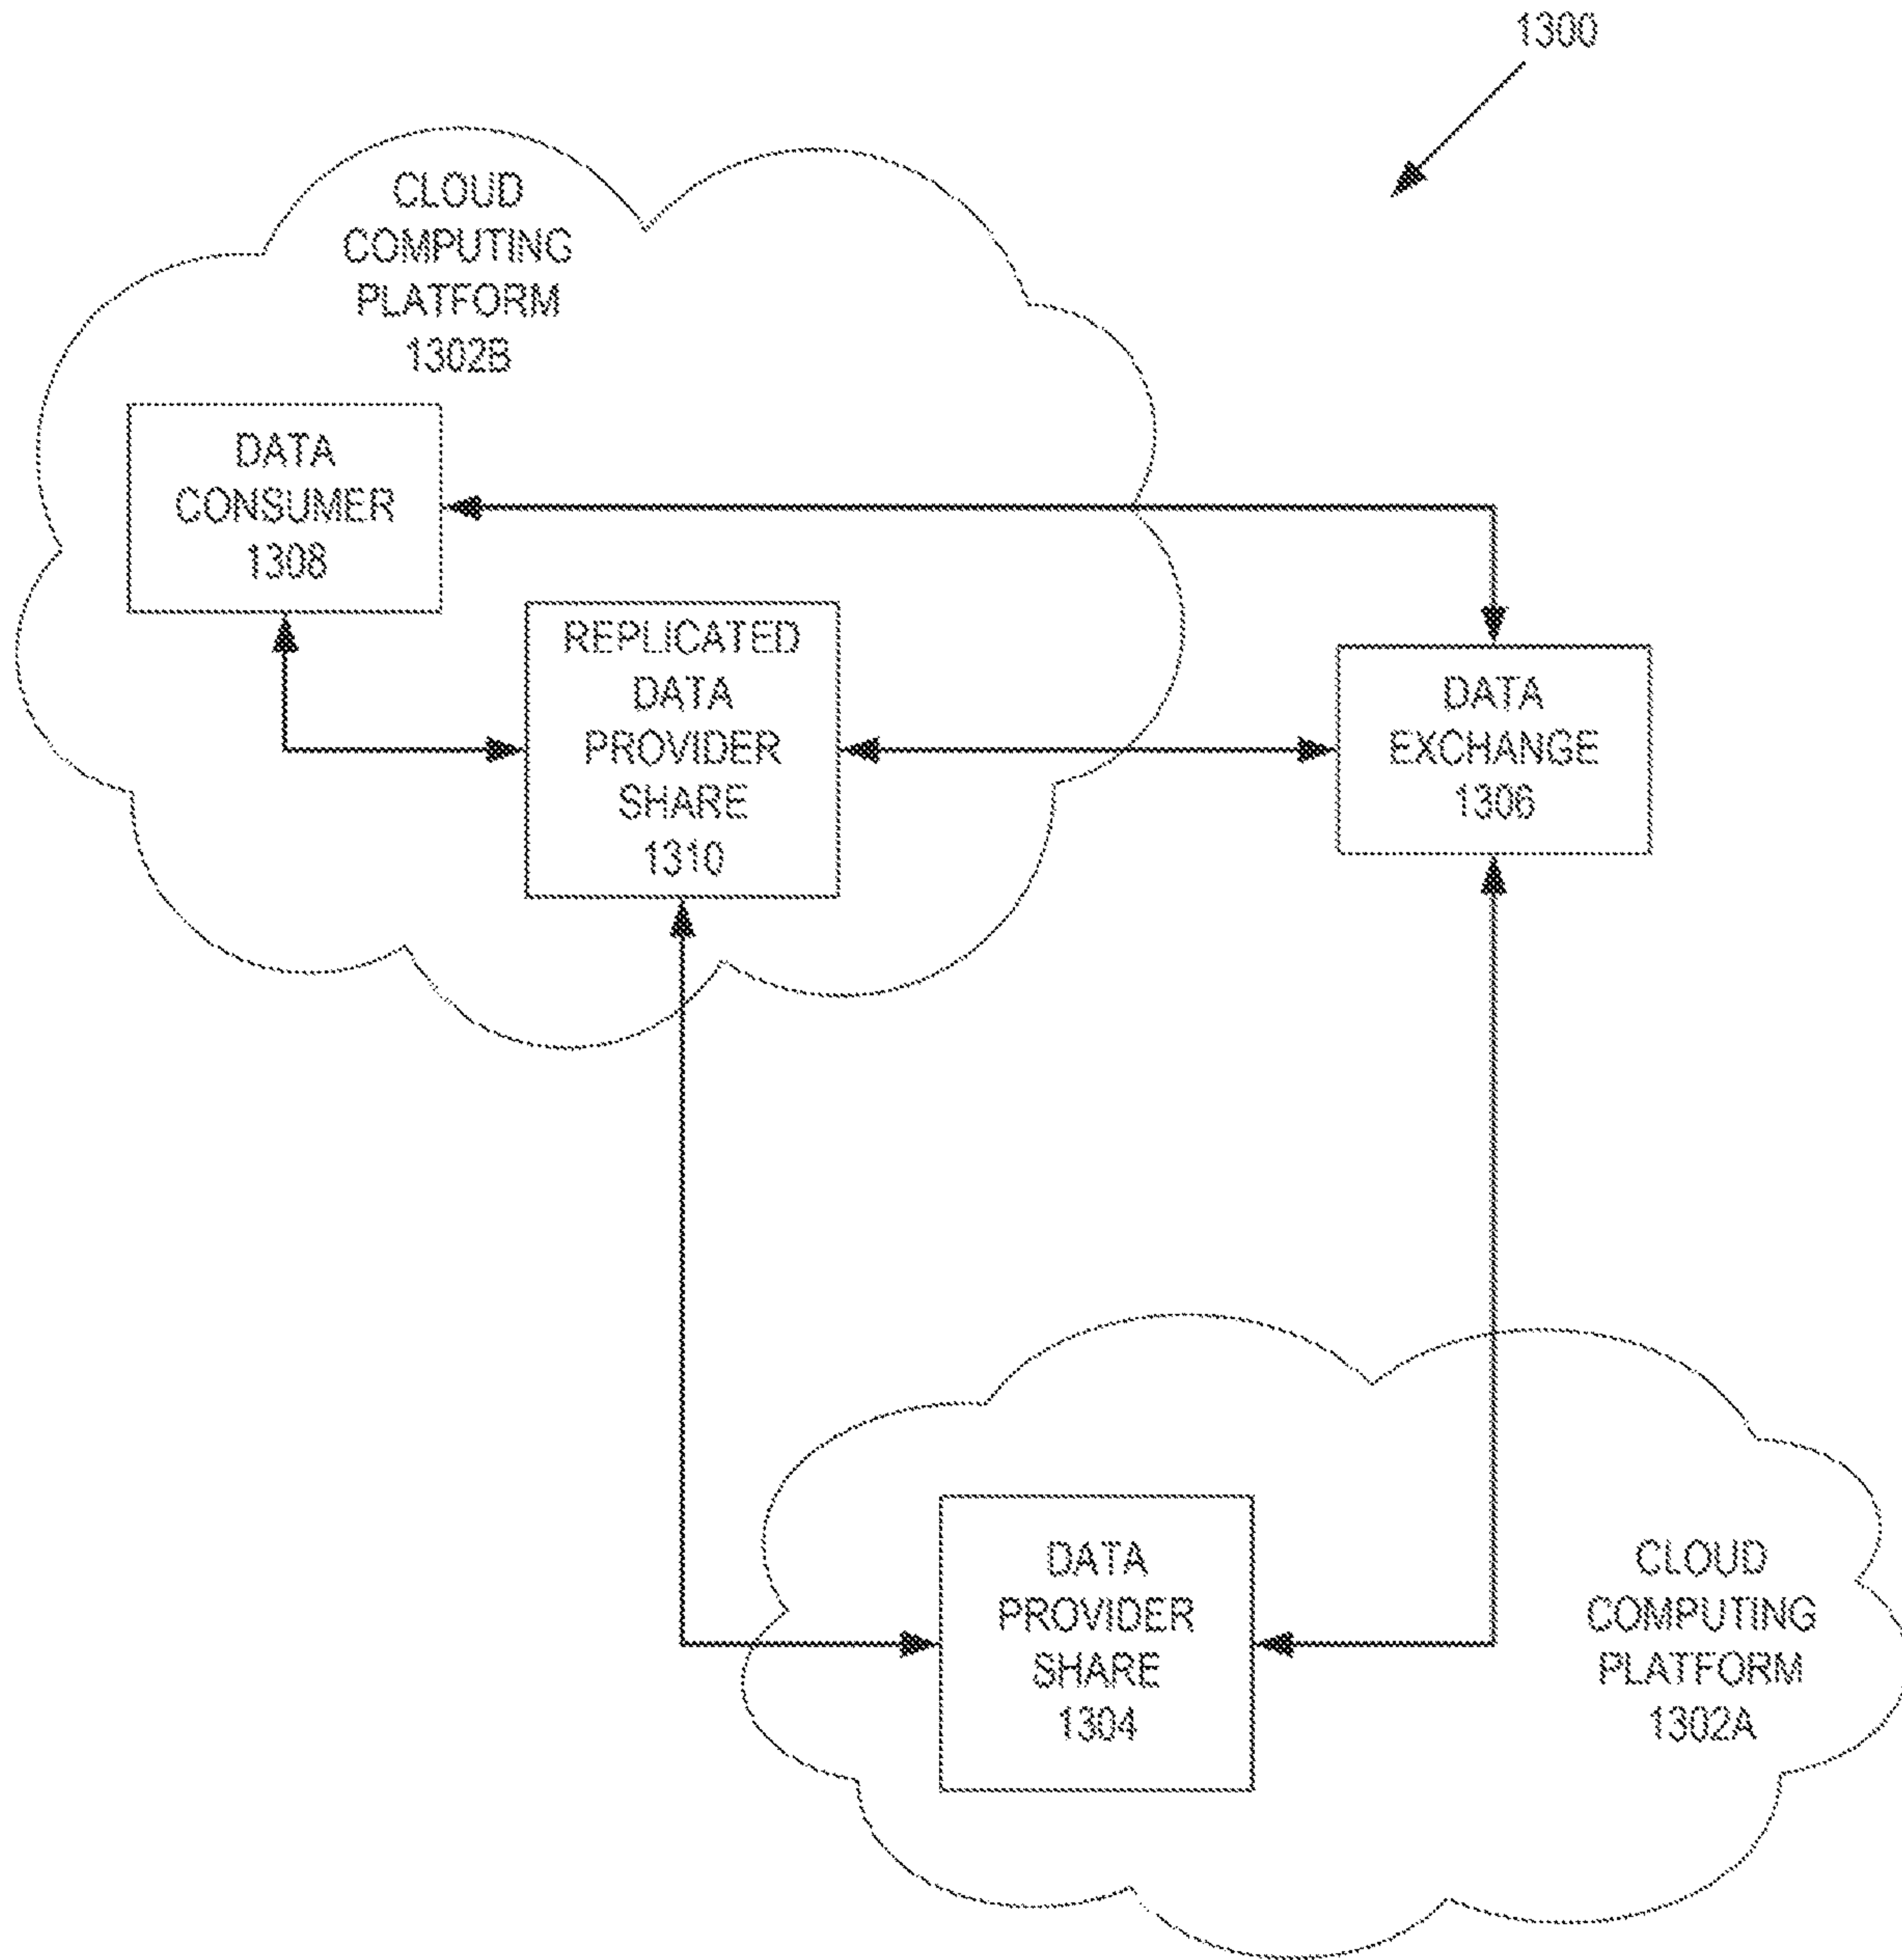 1300
CLOUD
COMPUTING
PLATFORM
1302B
DATA
CONSUMER
1308
REPLICATED
DATA
PROVIDER
SHARE
1310
DATA
EXCHANGE
1306
DATA
PROVIDER
SHARE
1304
CLOUD
COMPUTING
PLATFORM
1302A